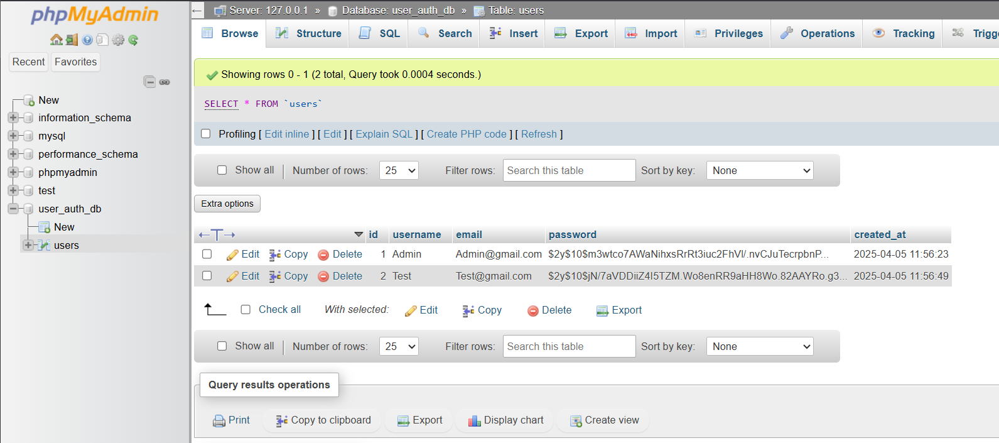 phpMyAdmin
Recent Favorites
New
information_schema
mysql
performance_schema
phpmyadmin
test
user_auth_db
New
users
← Server: 127.0.0.1 » Database: user_auth_db » Table: users
Browse Structure SQL Search Insert Export Import Privileges Operations Tracking Trigg
Showing rows 0 - 1 (2 total, Query took 0.0004 seconds.)
SELECT * FROM `users`
Profiling [ Edit inline ] [ Edit ] [ Explain SQL ] [ Create PHP code ] [ Refresh ]
Show all | Number of rows: 25 Filter rows: Search this table Sort by key: None
Extra options
←T→ id username email password created_at
Edit Copy Delete 1 Admin Admin@gmail.com $2y$10$m3wtco7AWaNihxsRrRt3iuc2FhVl/.nvCJuTecrpbnP... 2025-04-05 11:56:23
Edit Copy Delete 2 Test Test@gmail.com $2y$10$jN/7aVDDiiZ4I5TZM.Wo8enRR9aHH8Wo.82AAYRo.g3... 2025-04-05 11:56:49
Check all With selected: Edit Copy Delete Export
Show all | Number of rows: 25 Filter rows: Search this table Sort by key: None
Query results operations
Print Copy to clipboard Export Display chart Create view